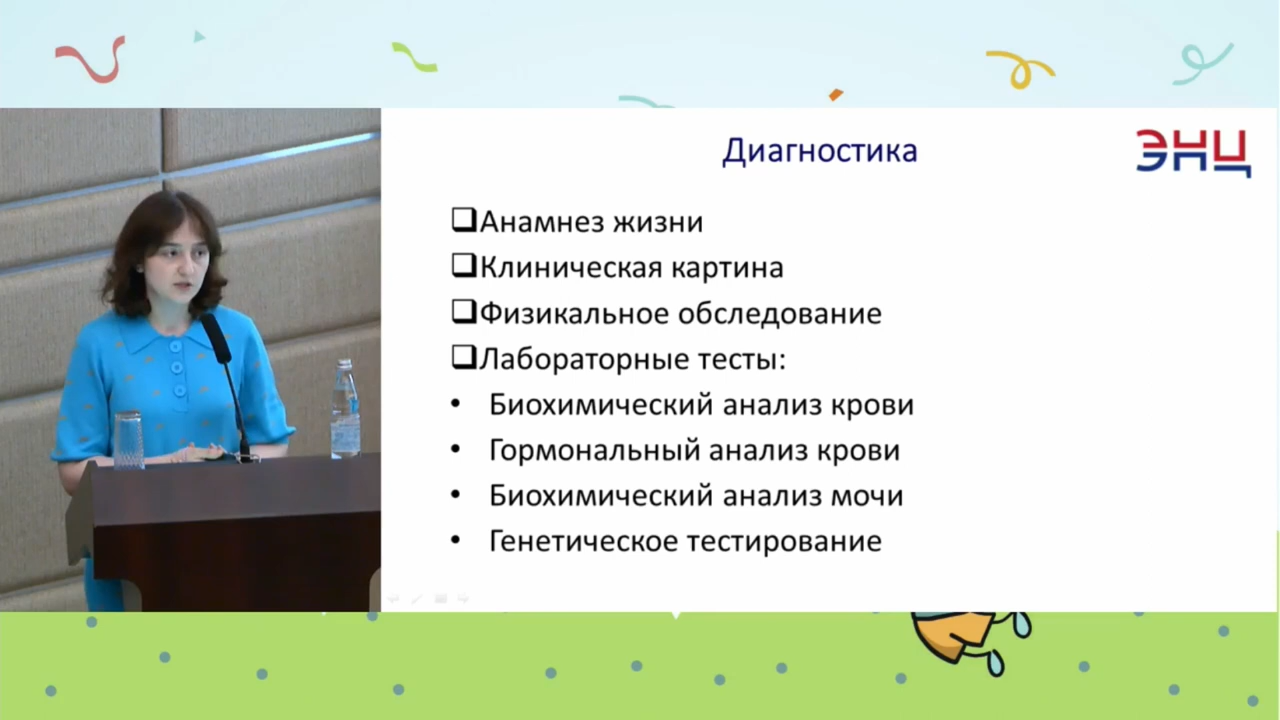 Диагностика
ЭНЦ
❑Анамнез жизни
❑Клиническая картина
❑Физикальное обследование
❑Лабораторные тесты:
• Биохимический анализ крови
• Гормональный анализ крови
• Биохимический анализ мочи
• Генетическое тестирование